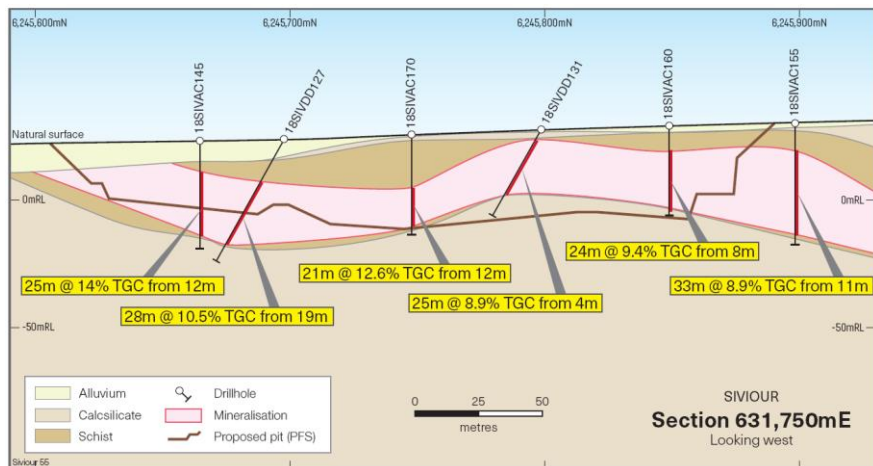 6,245,600mN
6,245,700mN
6,245,800mN
6,245,900mN
18SIVAC145
18SIVDD127
18SIVAC170
18SIVDD131
18SIVAC160
18SIVAC155
Natural surface
0mRL
0mRL
25m @ 14% TGC from 12m
28m @ 10.5% TGC from 19m
21m @ 12.6% TGC from 12m
25m @ 8.9% TGC from 4m
24m @ 9.4% TGC from 8m
33m @ 8.9% TGC from 11m
-50mRL
-50mRL
Alluvium
Calcsilicate
Schist
Drillhole
Mineralisation
Proposed pit (PFS)
0 25 50
metres
SIVIOUR
Section 631,750mE
Looking west
Siviour 55